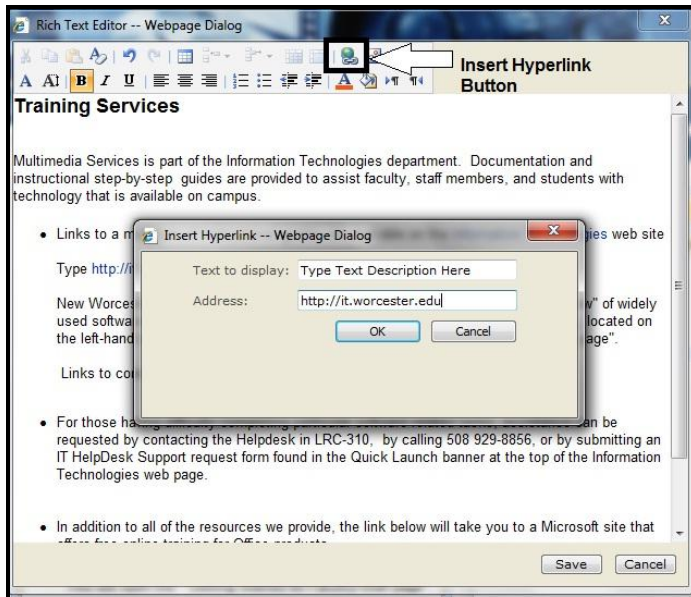 Rich Text Editor -- Webpage Dialog
Insert Hyperlink
Button
A A B I U A
Training Services
Multimedia Services is part of the Information Technologies department. Documentation and
instructional step-by-step guides are provided to assist faculty, staff members, and students with
technology that is available on campus.
• Links to a m
gies web site
Type http://i
New Worces
w" of widely
used softwa
located on
the left-hand
age".
Links to co
Insert Hyperlink -- Webpage Dialog
Text to display: Type Text Description Here
Address: http://it.worcester.edu
OK Cancel
• For those ha
an be
requested by contacting the Helpdesk in LRC-310, by calling 508 929-8856, or by submitting an
IT HelpDesk Support request form found in the Quick Launch banner at the top of the Information
Technologies web page.
• In addition to all of the resources we provide, the link below will take you to a Microsoft site that
Save Cancel